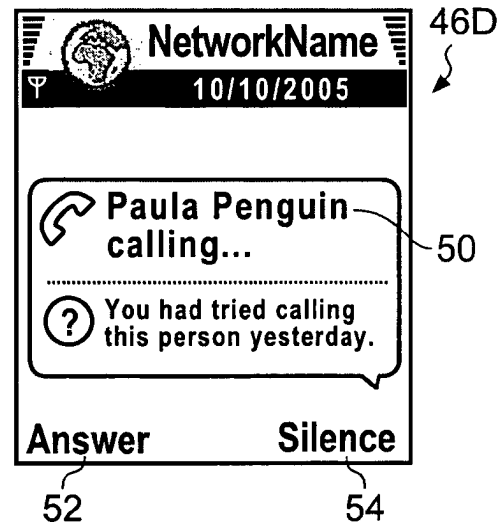 46D
NetworkName
10/10/2005
Paula Penguin
calling...
50
?
You had tried calling
this person yesterday.
Answer
Silence
52
54